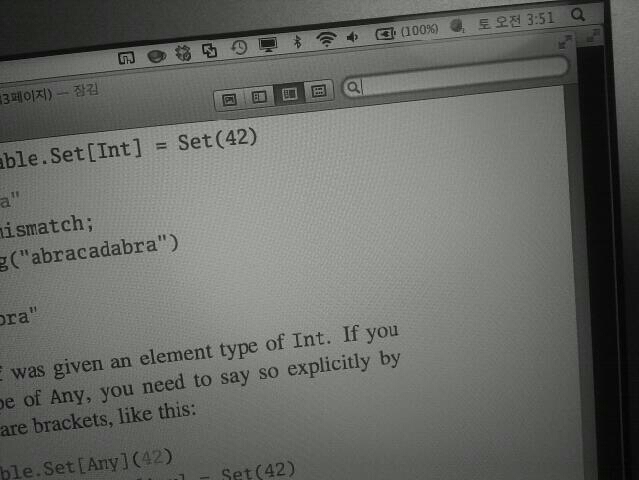 (100%) 토 오전 3:51
3페이지) — 잠김
able.Set[Int] = Set(42)
a"
mismatch;
g("abracadabra")
bra"
f was given an element type of Int. If you
pe of Any, you need to say so explicitly by
are brackets, like this:
ble.Set[Any](42)
= Set(42)